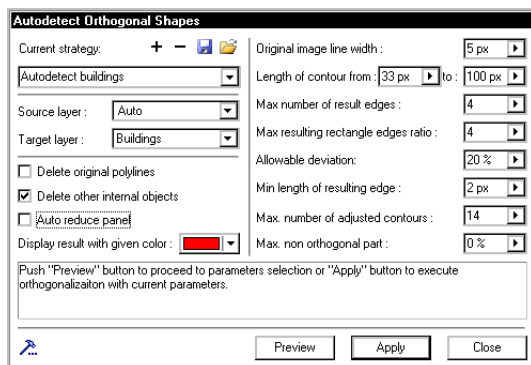 Autodetect Orthogonal Shapes
Current strategy:
Autodetect buildings
Source layer : Auto
Target layer : Buildings
Delete original polylines
Delete other internal objects
Auto reduce panel
Display result with given color :
Original image line width : 5 px
Length of contour from : 33 px to : 100 px
Max number of result edges : 4
Max resulting rectangle edges ratio : 4
Allowable deviation: 20 %
Min length of resulting edge : 2 px
Max. number of adjusted contours : 14
Max. non orthogonal part : 0 %
Push "Preview" button to proceed to parameters selection or "Apply" button to execute
orthogonalizaiton with current parameters.
Preview Apply Close